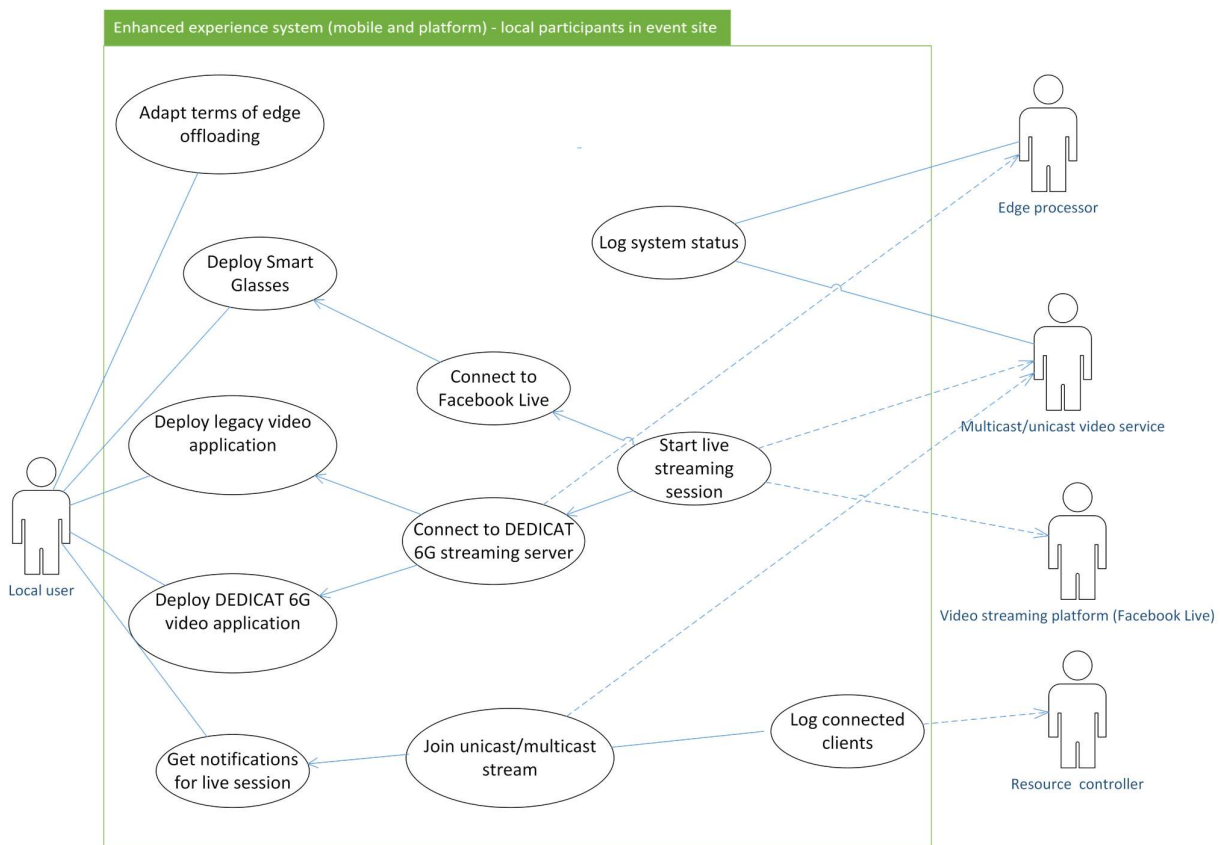 Enhanced experience system (mobile and platform) - local participants in event site
Adapt terms of edge
offloading
Edge processor
Log system status
Deploy Smart
Glasses
Connect to
Facebook Live
Multicast/unicast video service
Deploy legacy video
application
Start live
streaming
session
Connect to DEDICAT
6G streaming server
Local user
Deploy DEDICAT 6G
video application
Video streaming platform (Facebook Live)
Log connected
clients
Join unicast/multicast
stream
Get notifications
for live session
Resource  controller